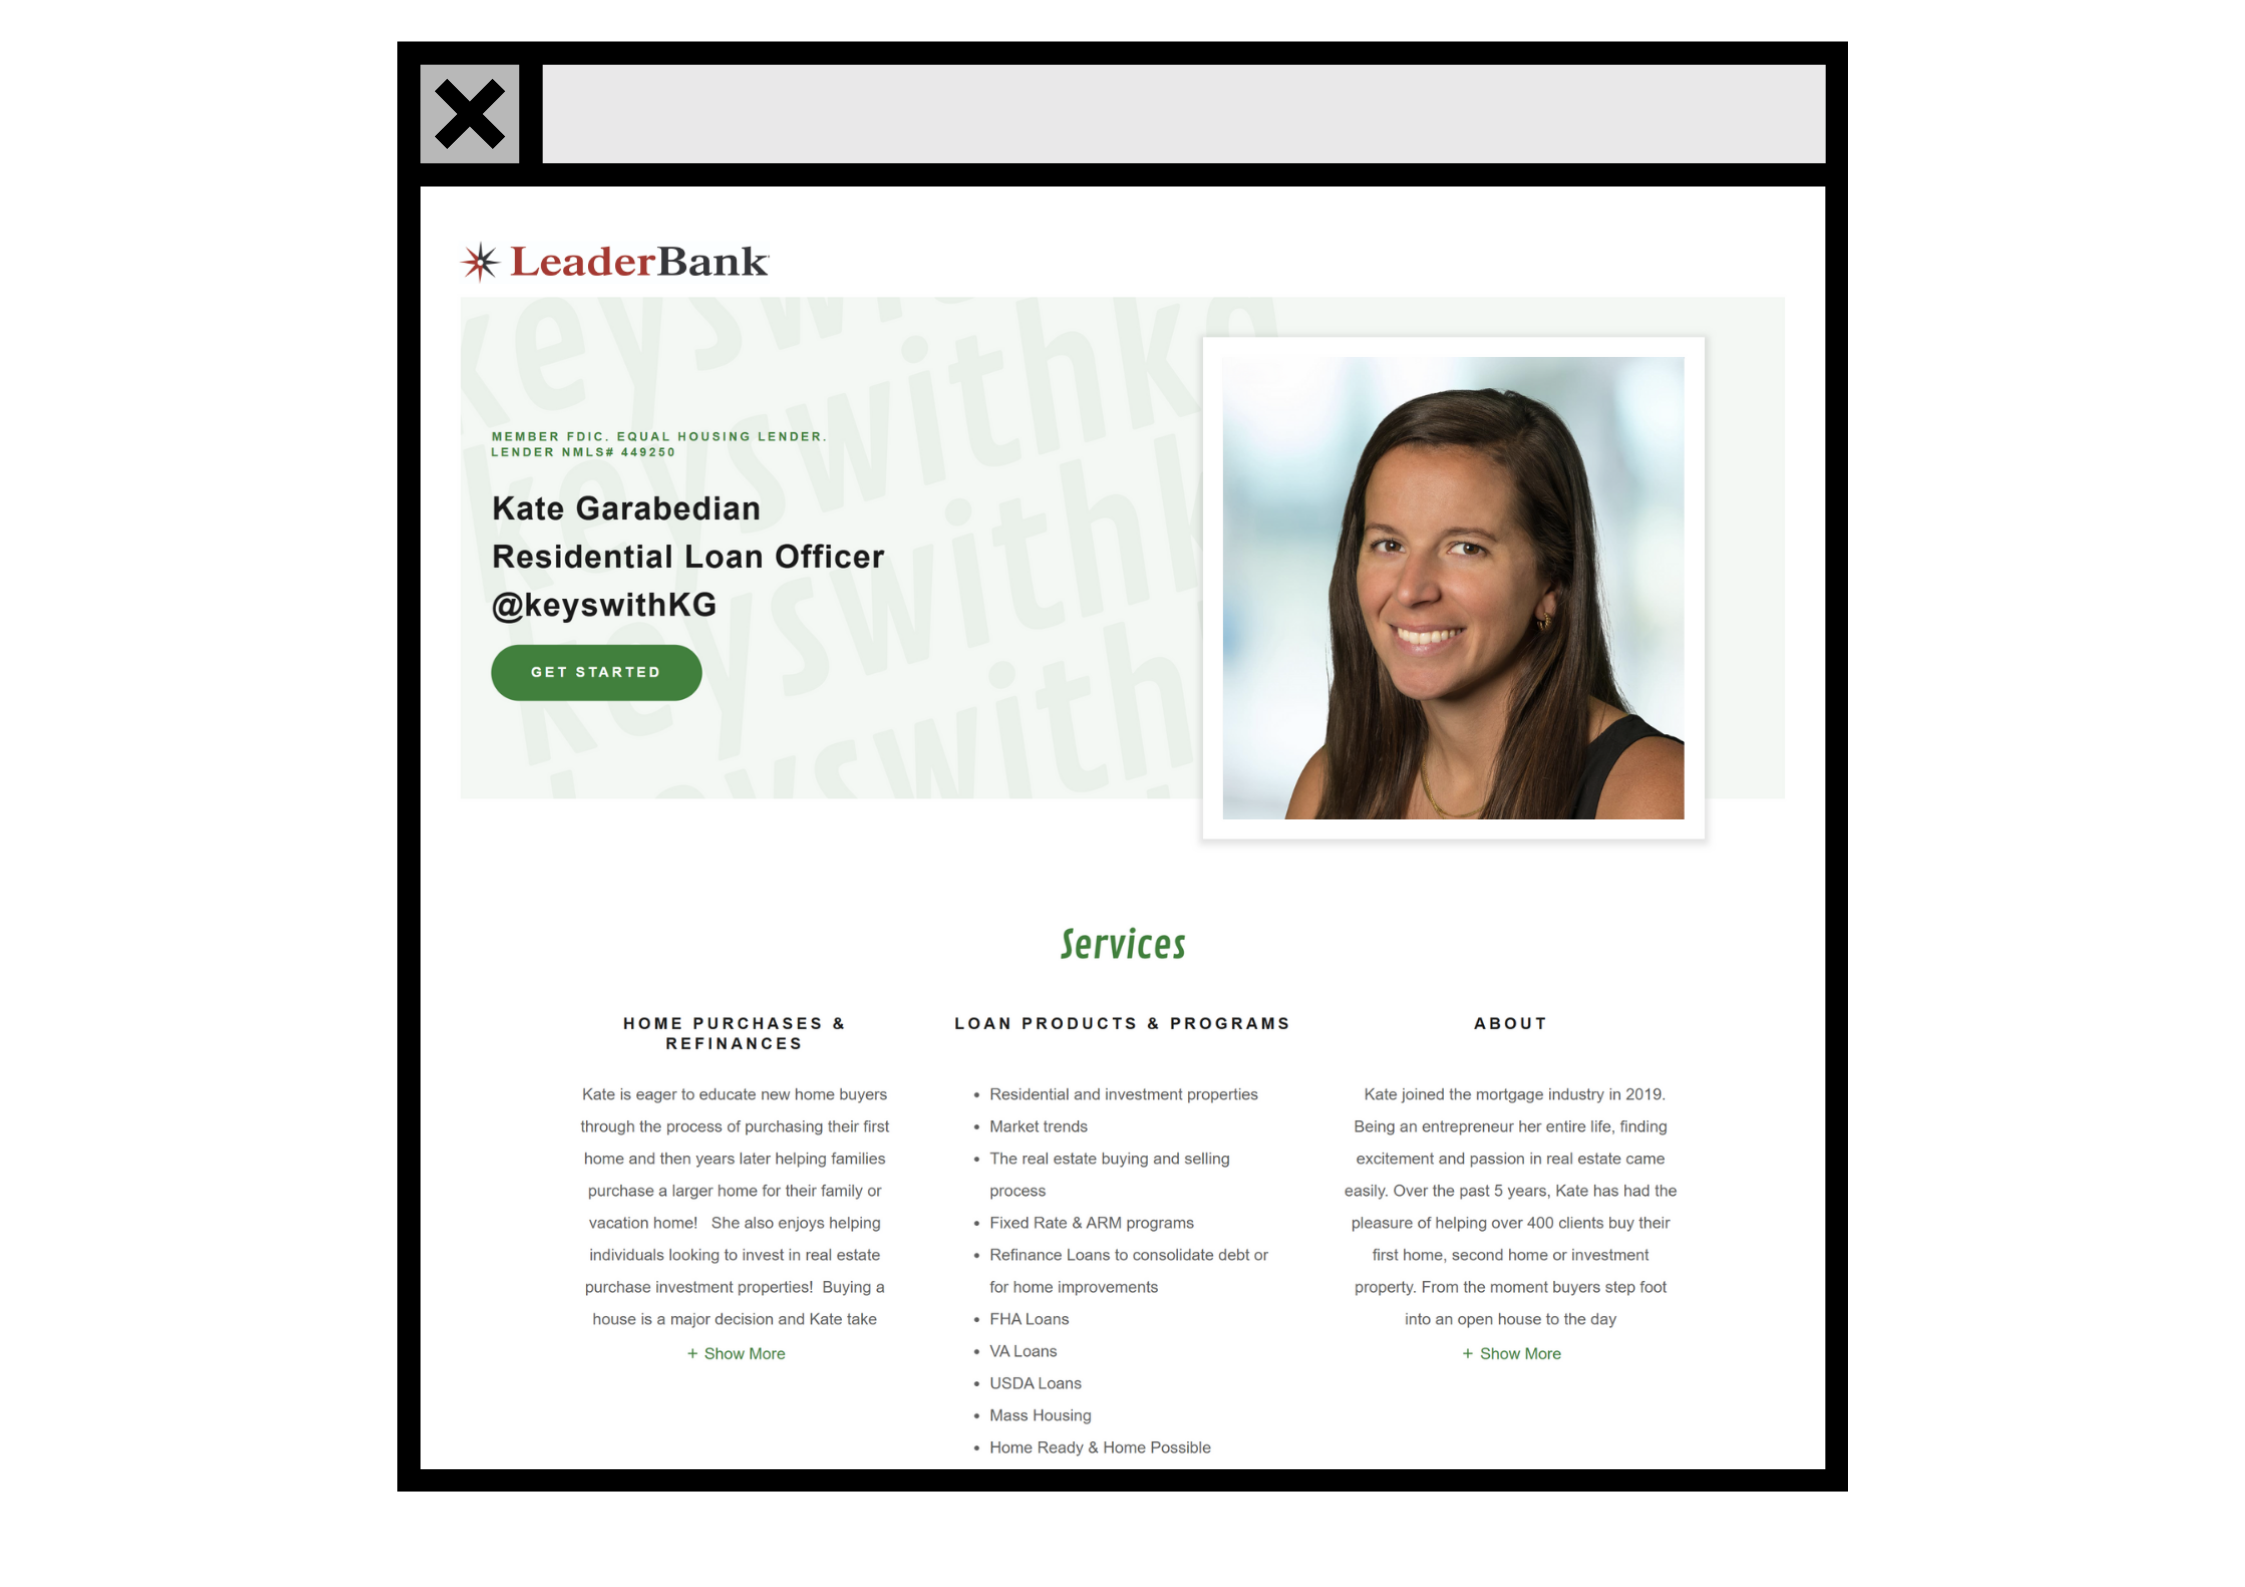 LeaderBank
keyswithkg
keyswithkg
keyswithk
keyswith
MEMBER FDIC. EQUAL HOUSING LENDER.
LENDER NMLS# 449250
Kate Garabedian
Residential Loan Officer
@keyswithKG
GET STARTED
Services
HOME PURCHASES &
REFINANCES
Kate is eager to educate new home buyers
through the process of purchasing their first
home and then years later helping families
purchase a larger home for their family or
vacation home!   She also enjoys helping
individuals looking to invest in real estate
purchase investment properties!  Buying a
house is a major decision and Kate take
+ Show More
LOAN PRODUCTS & PROGRAMS
• Residential and investment properties
• Market trends
• The real estate buying and selling
process
• Fixed Rate & ARM programs
• Refinance Loans to consolidate debt or
for home improvements
• FHA Loans
• VA Loans
• USDA Loans
• Mass Housing
• Home Ready & Home Possible
ABOUT
Kate joined the mortgage industry in 2019.
Being an entrepreneur her entire life, finding
excitement and passion in real estate came
easily. Over the past 5 years, Kate has had the
pleasure of helping over 400 clients buy their
first home, second home or investment
property. From the moment buyers step foot
into an open house to the day
+ Show More